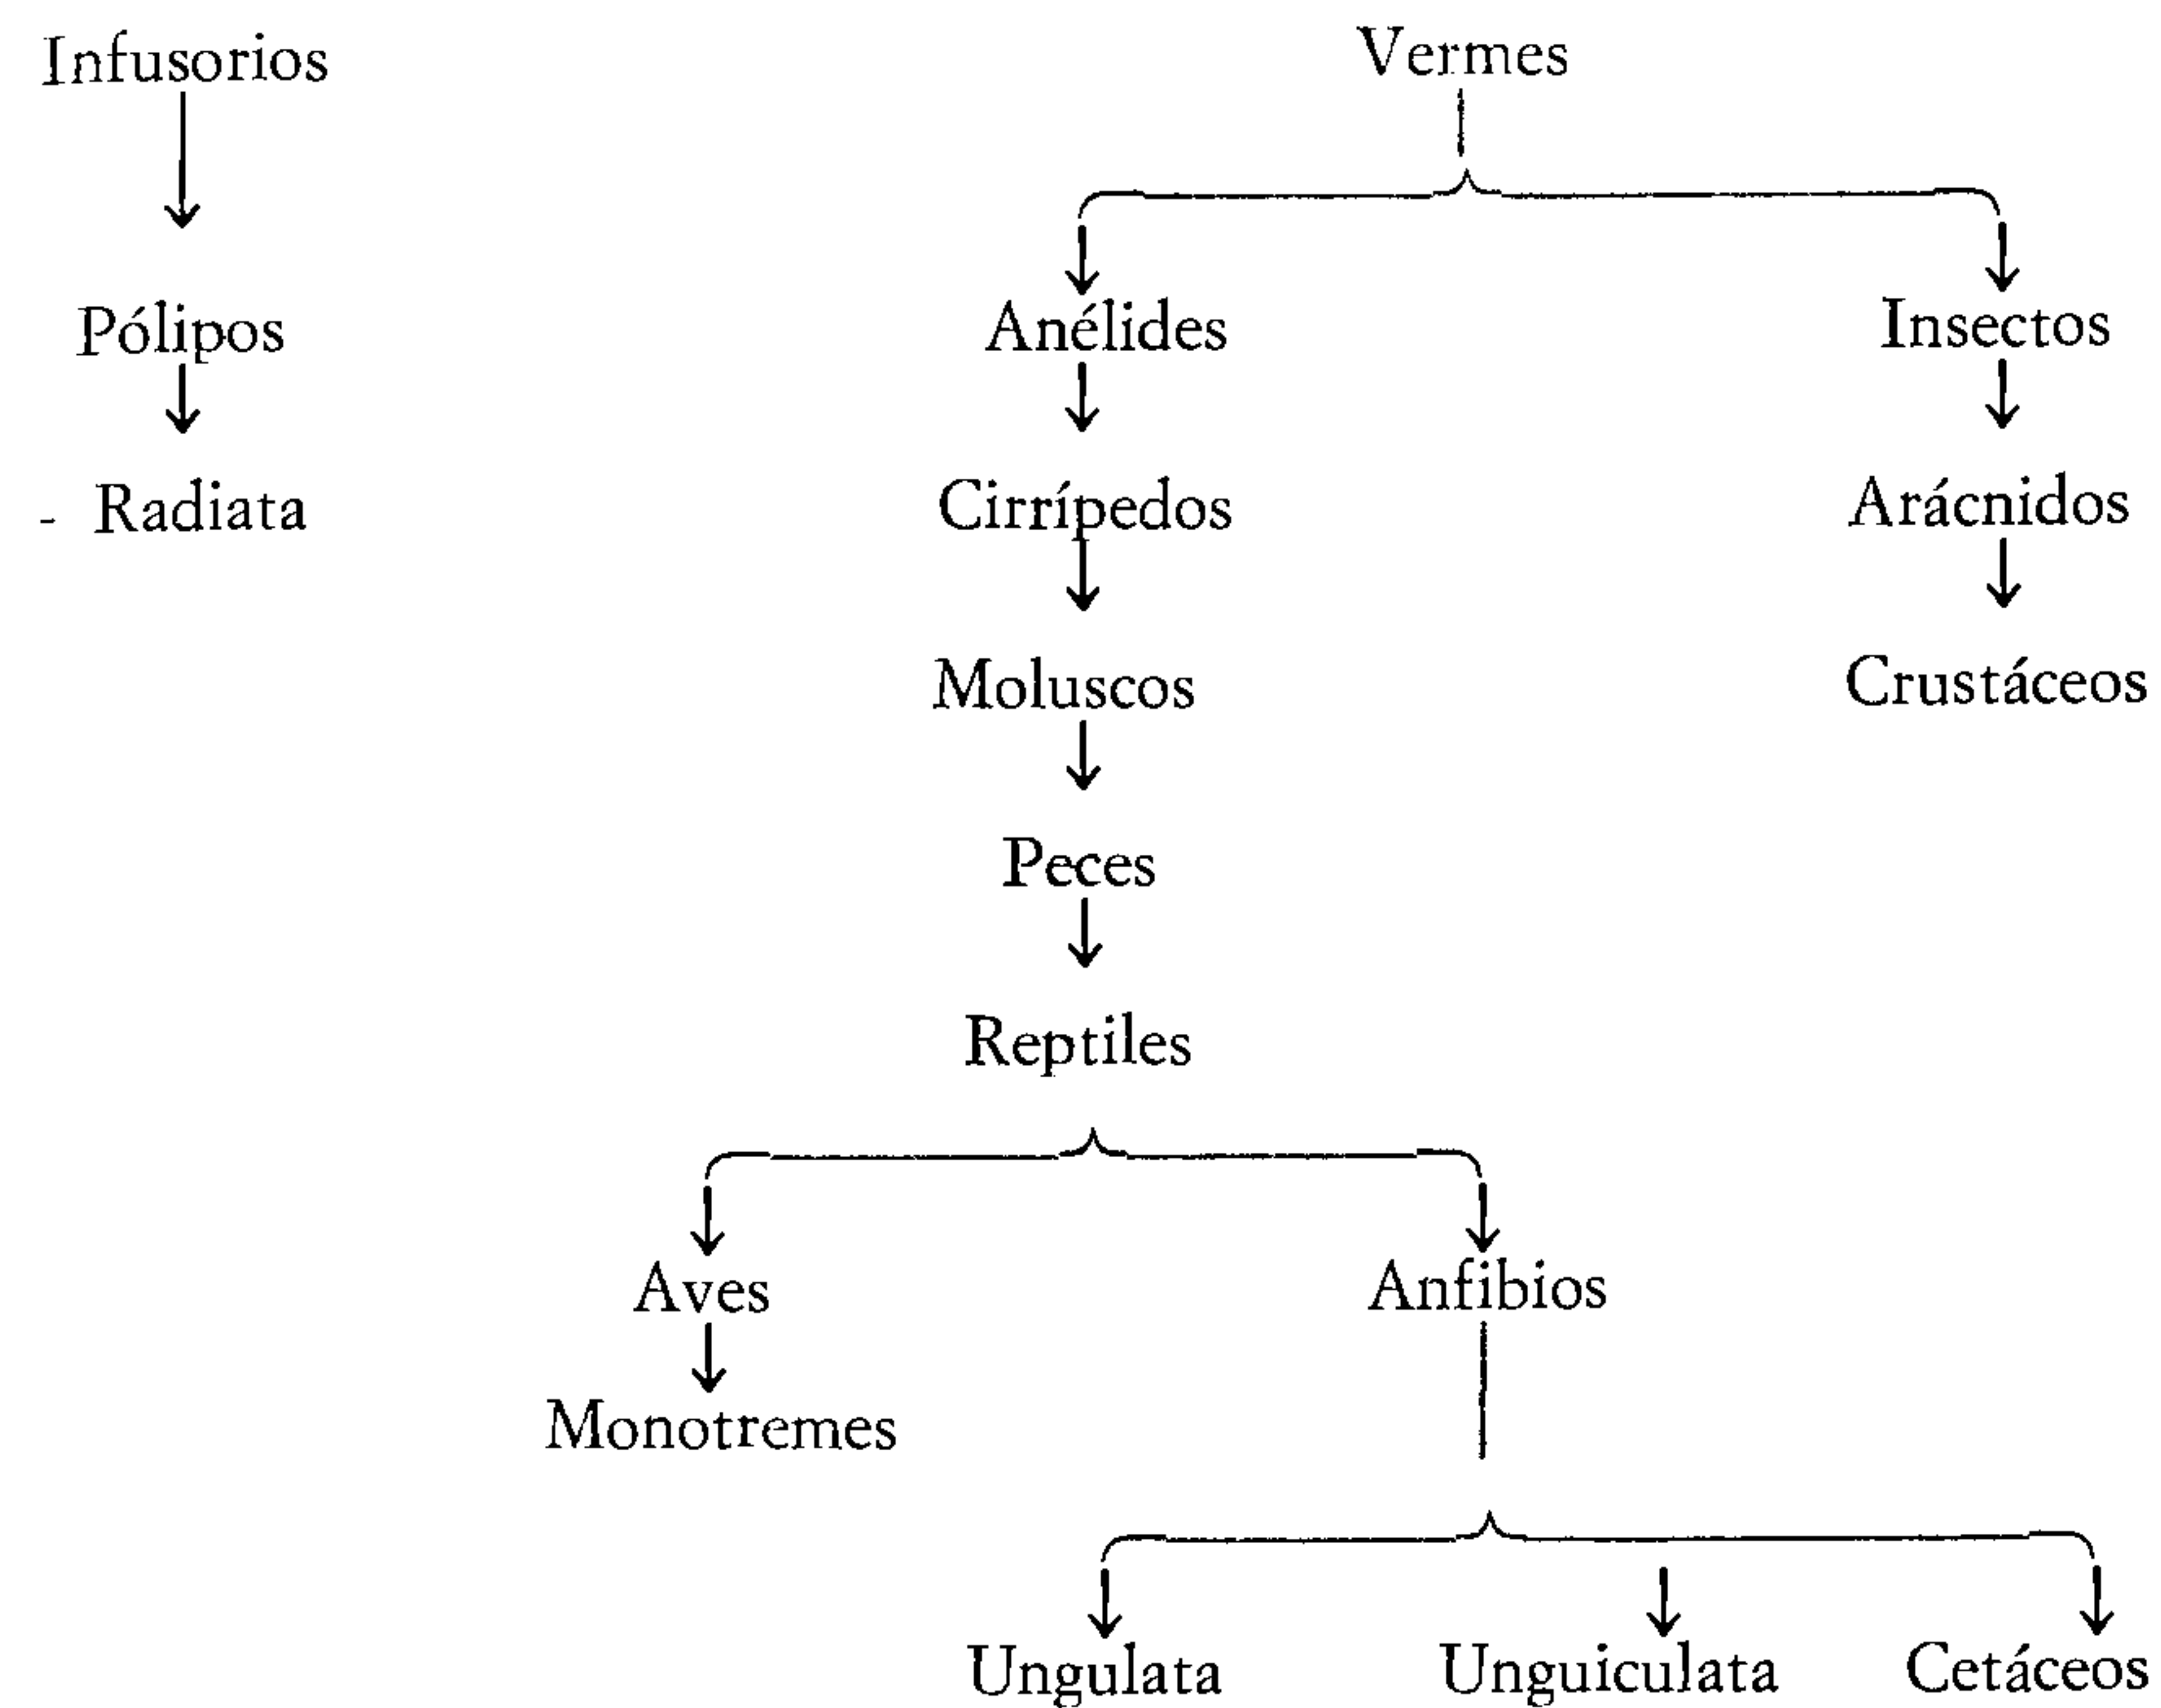 Infusorios Vermes
Pólipos Anélides Insectos
- Radiata Cirrípedos Arácnidos
Moluscos Crustáceos
Peces
Reptiles
Aves Anfibios
Monotremes
Ungulata Unguiculata Cetáceos